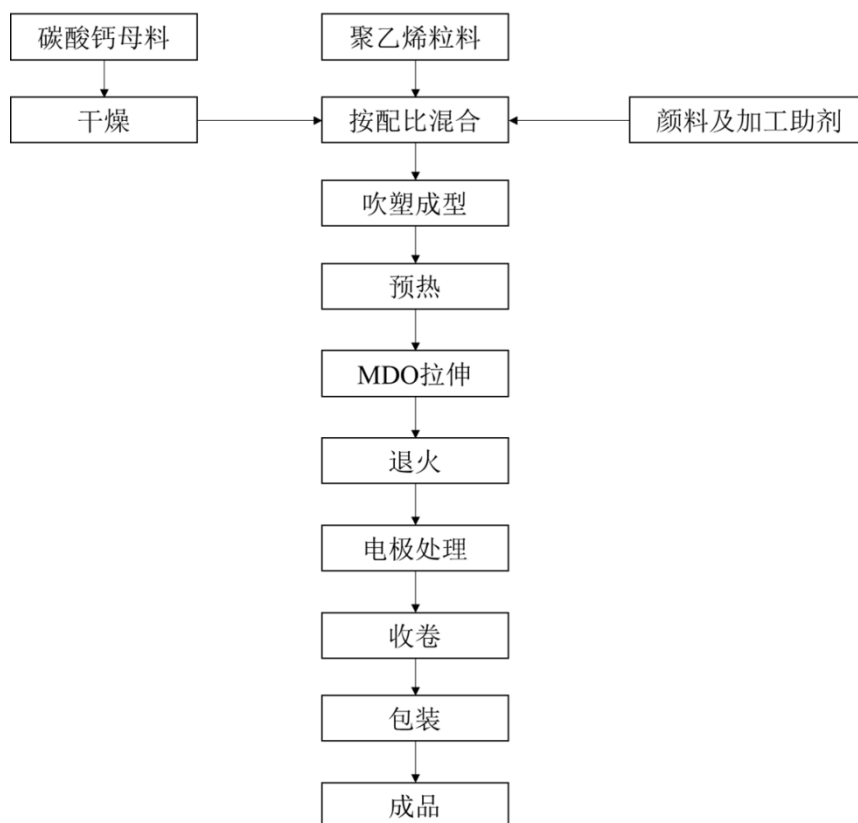 碳酸钙母料
聚乙烯粒料
干燥
按配比混合
颜料及加工助剂
吹塑成型
预热
MDO拉伸
退火
电极处理
收卷
包装
成品